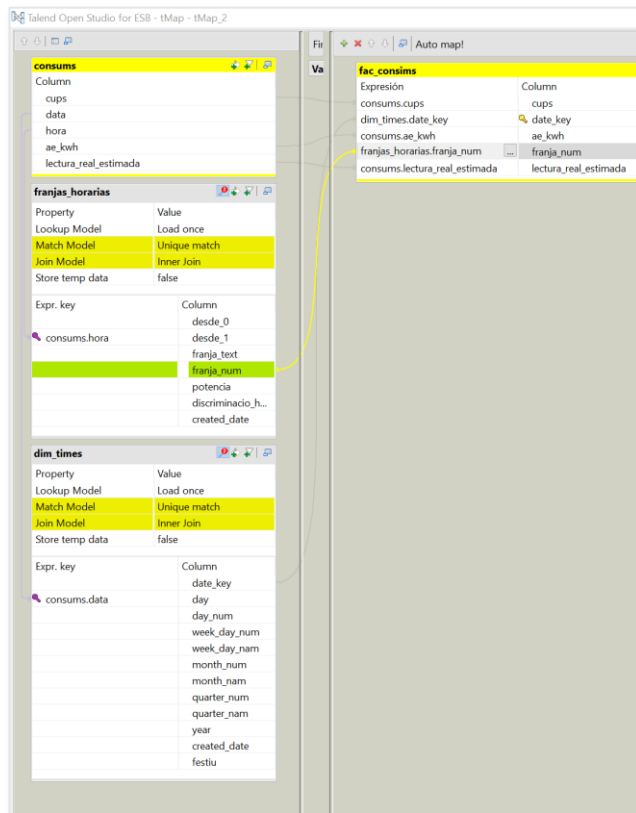 Talend Open Studio for ESB - tMap - tMap_2
Auto map!
consums
Column
cups
data
hora
ae_kwh
lectura_real_estimada
franjas_horarias
Property Value
Lookup Model Load once
Match Model Unique match
Join Model Inner Join
Store temp data false
Expr. key Column
desde_0
consums.hora desde_1
franja_text
franja_num
potencia
discriminacio_h...
created_date
dim_times
Property Value
Lookup Model Load once
Match Model Unique match
Join Model Inner Join
Store temp data false
Expr. key Column
date_key
consums.data day
day_num
week_day_num
week_day_nam
month_num
month_nam
quarter_num
quarter_nam
year
created_date
festiu
Va
fac_consims
Expresión Column
consums.cups cups
dim_times.date_key date_key
consums.ae_kwh ae_kwh
franjas_horarias.franja_num ... franja_num
consums.lectura_real_estimada lectura_real_estimada